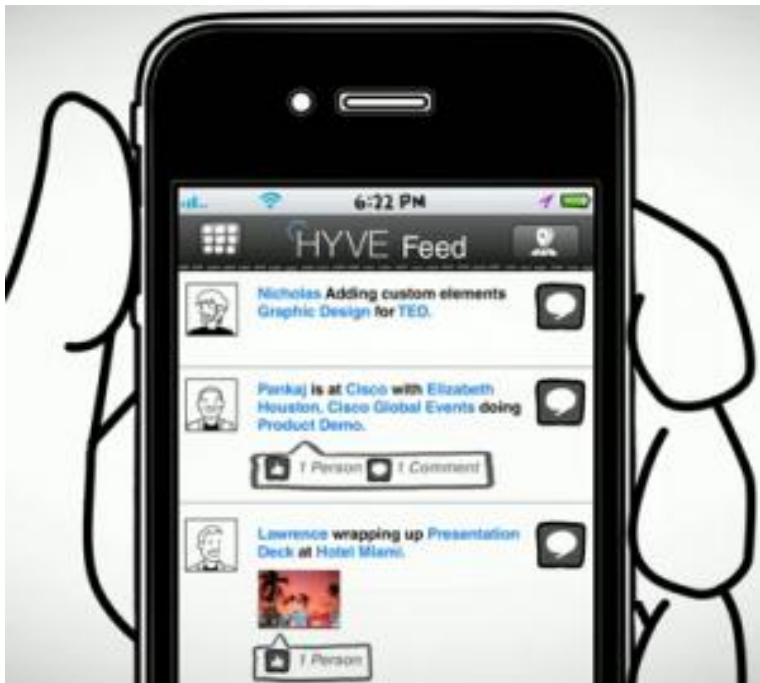 6:22 PM
HYVE Feed
Nicholas Adding custom elements
Graphic Design for TED.
Pankaj is at Cisco with Elizabeth
Houston, Cisco Global Events doing
Product Demo.
1 Person 1 Comment
Lawrence wrapping up Presentation
Deck at Hotel Miami.
1 Person